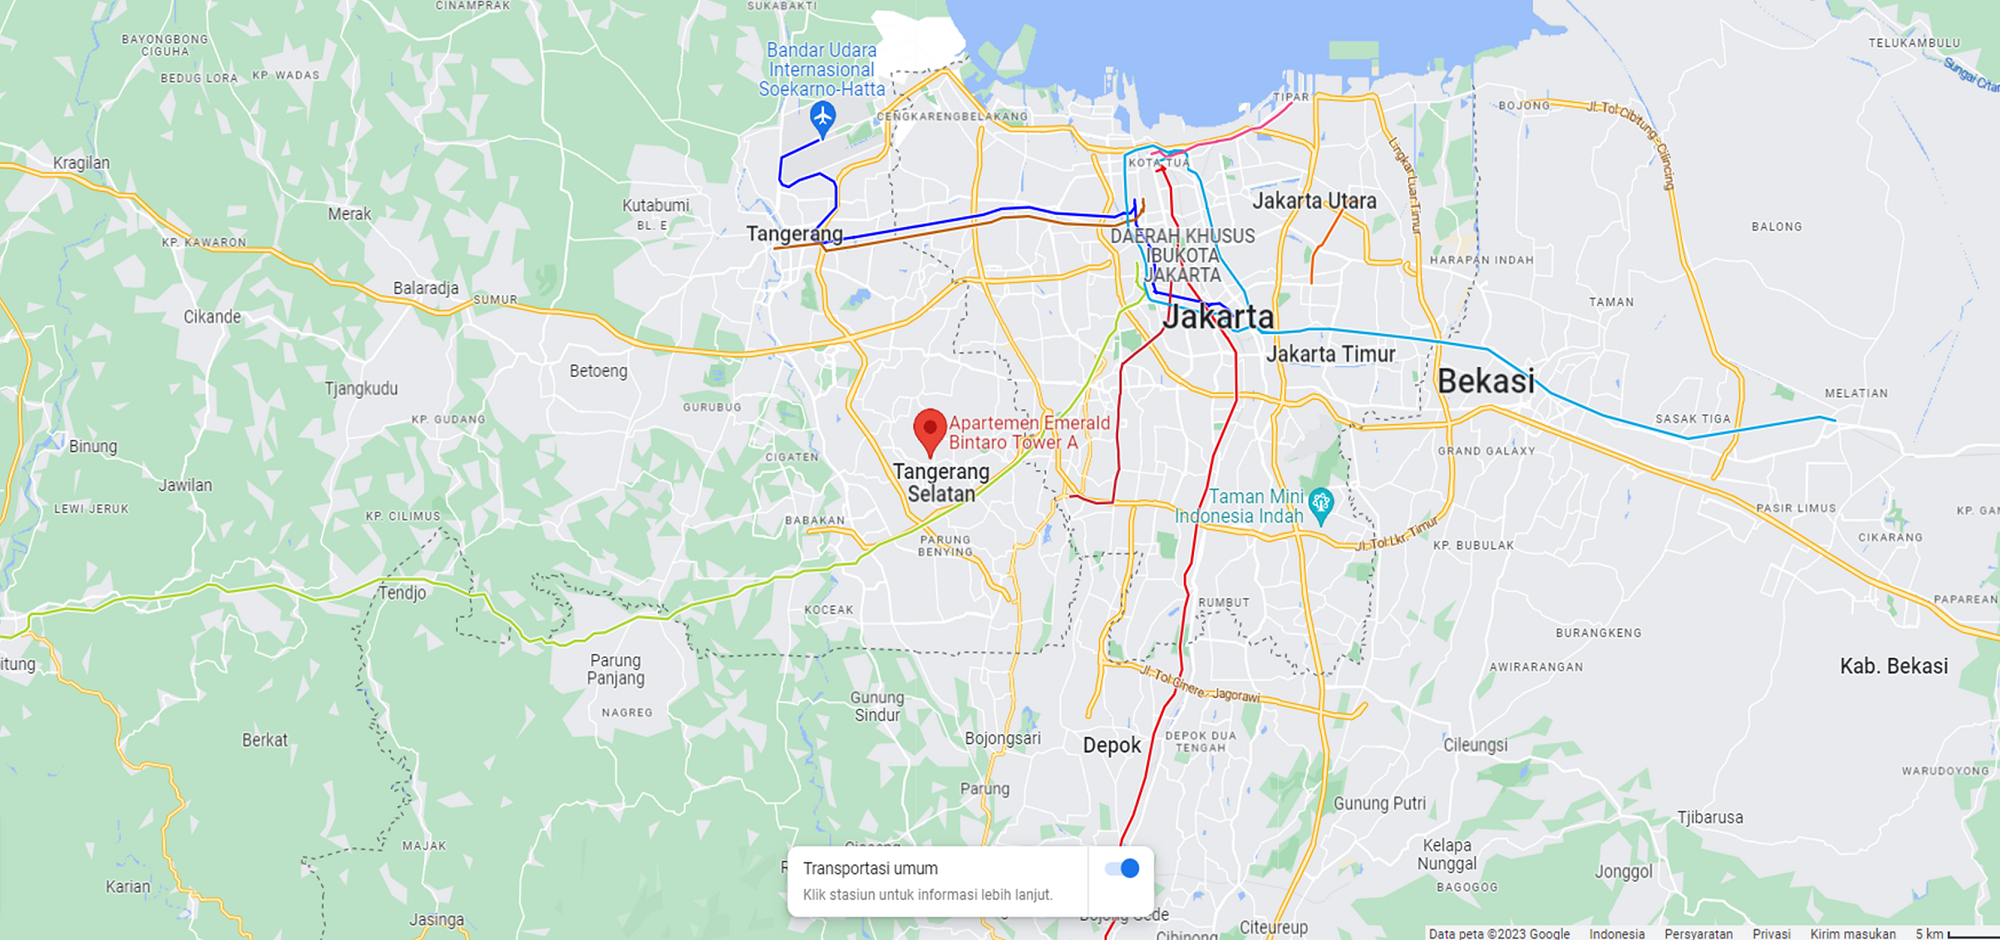 CINAMPRAK
SUKABAKTI
BAYONGBONG
CIGUHA
BEDUG LORA
KP. WADAS
Bandar Udara
Internasional
Soekarno-Hatta
TELUKAMBU
Sungai Citar
TIPAR
BOJONG
Jl. Tol Cibitung-Cilincing
CENGKARENGBELAKANG
Lingkar Luar Timur
Kragilan
KOTA TUA
Kutabumi
BL. E
Merak
Jakarta Utara
BALONG
KP. KAWARON
Tangerang
DAERAH KHUSUS
IBUKOTA
JAKARTA
HARAPAN INDAH
Balaradja
SUMUR
TAMAN
Cikande
Jakarta
Jakarta Timur
Betoeng
Tjangkudu
Bekasi
MELATIAN
KP. GUDANG
GURUBUG
SASAK TIGA
Apartemen Emerald
Bintaro Tower A
Binung
CIGATEN
GRAND GALAXY
Tangerang
Selatan
Jawilan
Taman Mini
Indonesia Indah
LEWI JERUK
KP. CILIMUS
BABAKAN
PASIR LIMUS
KP. GAN
PARUNG
BENYING
Jl. Tol Lkr. Timur
KP. BUBULAK
CIKARANG
Tendjo
KOCEAK
RUMBUT
PAPAREAN
BURANGKENG
itung
Parung
Panjang
AWIRARANGAN
Kab. Bekasi
Jl. Tol Cinere - Jagorawi
Gunung
Sindur
NAGREG
Berkat
Bojongsari
Depok
DEPOK DUA
TENGAH
Cileungsi
WARUDOYONG
Parung
Gunung Putri
Tjibarusa
MAJAK
Kelapa
Nunggal
Transportasi umum
Klik stasiun untuk informasi lebih lanjut.
Jonggol
Karian
BAGOGOG
Jasinga
Cibinong
Citeureup
Data peta ©2023 Google
Indonesia
Persyaratan
Privasi
Kirim masukan
5 km